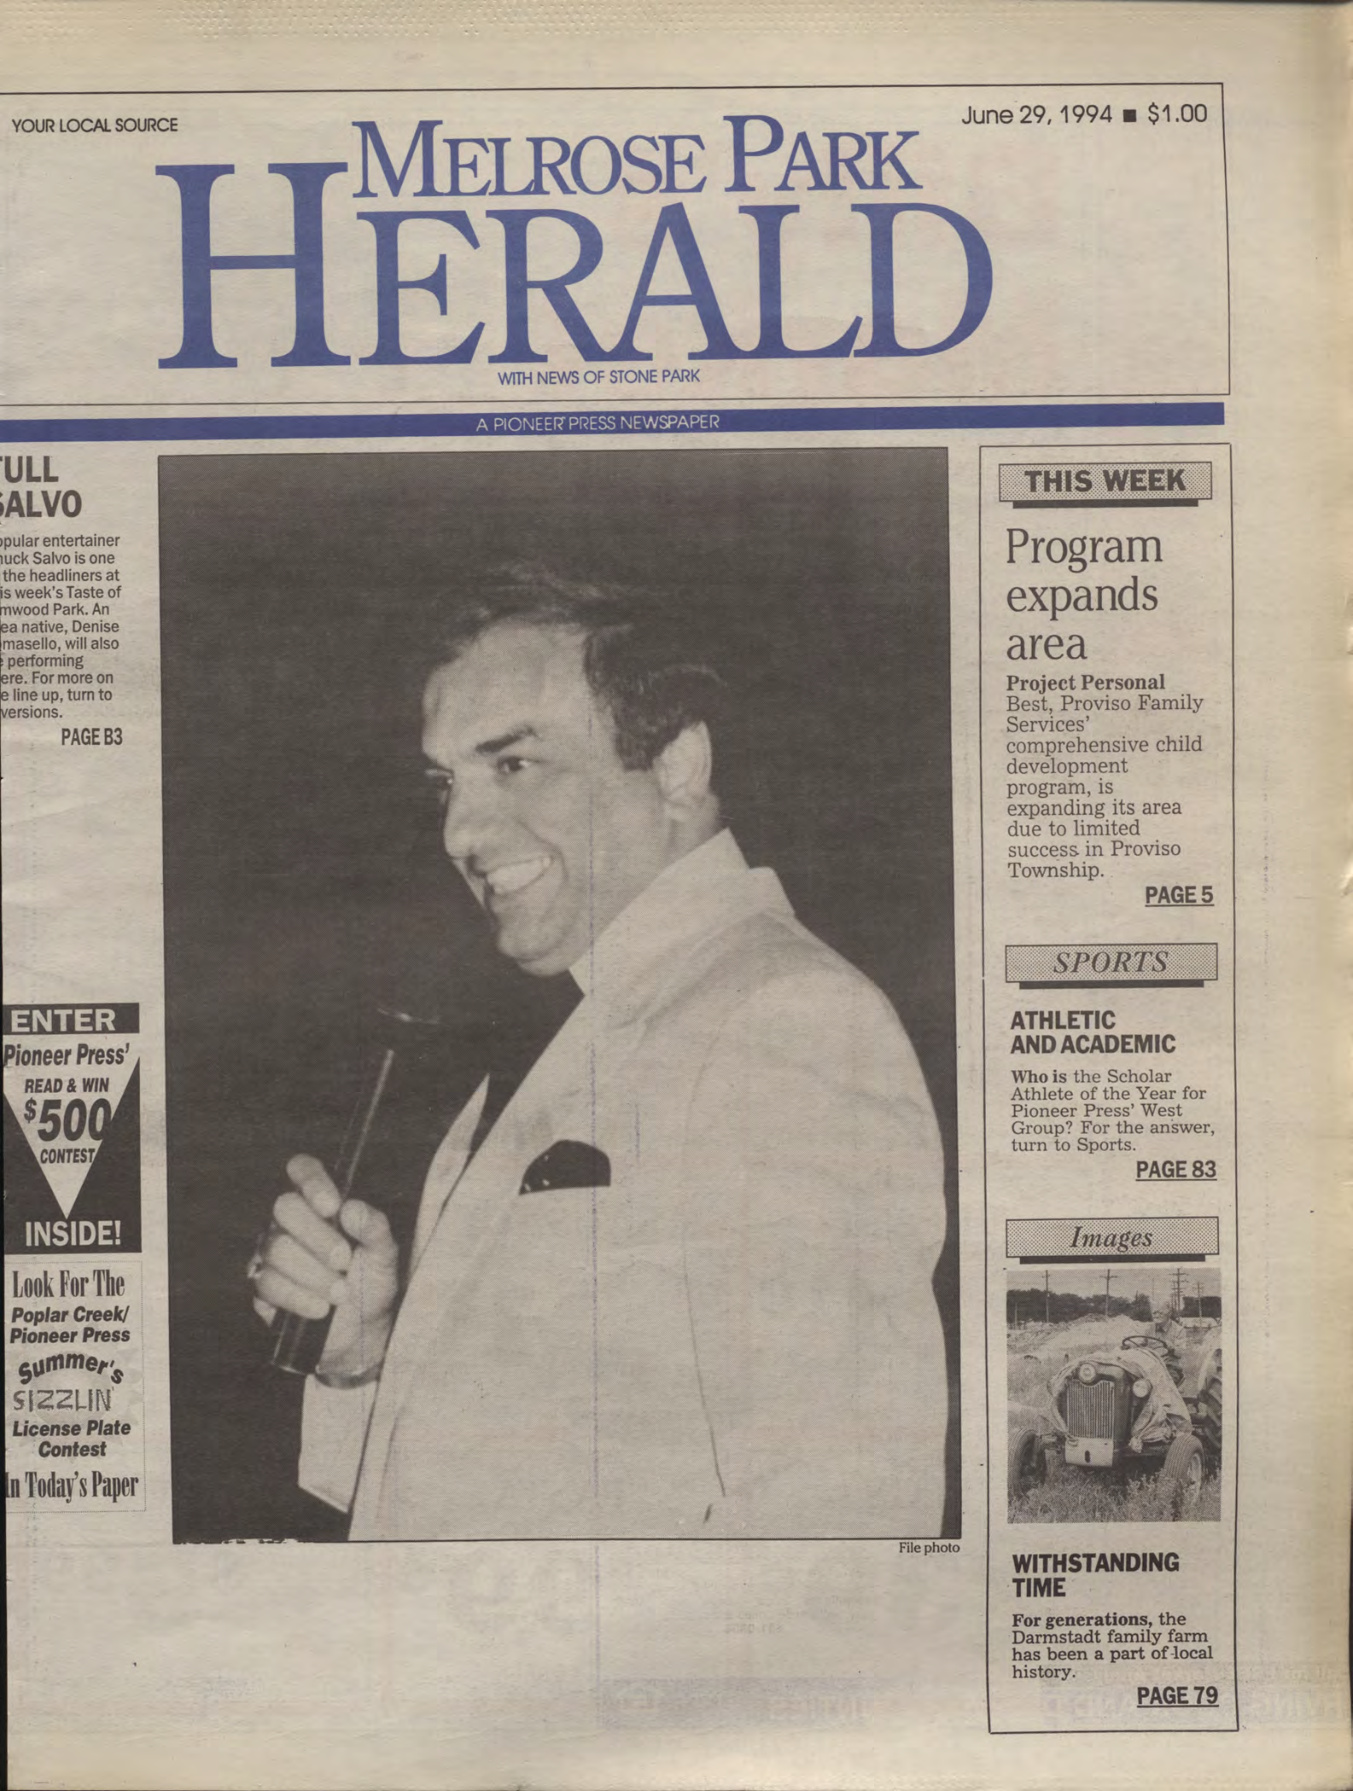 YOUR LOCAL SOURCE
June 29, 1994 ■ $1.00
MELROSE PARK
HERALD
WITH NEWS OF STONE PARK
A PIONEER PRESS NEWSPAPER
ULL
SALVO
opular entertainer
huck Salvo is one
the headliners at
is week's Taste of
mwood Park. An
ea native, Denise
masello, will also
performing
ere. For more on
e line up, turn to
versions.
PAGE B3
ENTER
Pioneer Press'
READ & WIN
$500
CONTEST
INSIDE!
Look For The
Poplar Creek/
Pioneer Press
Summer's
SIZZLIN'
License Plate
Contest
In Today's Paper
File photo
THIS WEEK
Program
expands
area
Project Personal
Best, Proviso Family
Services'
comprehensive child
development
program, is
expanding its area
due to limited
success in Proviso
Township.
PAGE 5
SPORTS
ATHLETIC
AND ACADEMIC
Who is the Scholar
Athlete of the Year for
Pioneer Press' West
Group? For the answer,
turn to Sports.
PAGE 83
Images
WITHSTANDING
TIME
For generations, the
Darmstadt family farm
has been a part of local
history.
PAGE 79